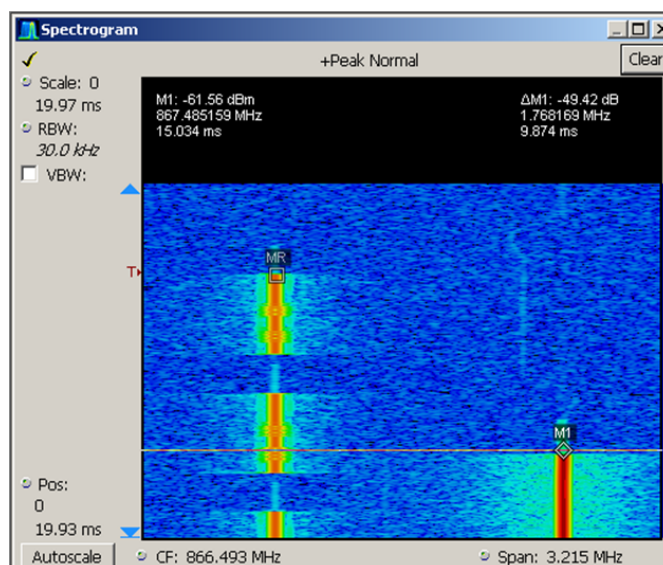 Spectrogram
+Peak Normal
Clear
Scale: 0
19.97 ms
RBW:
30.0 kHz
VBW:
M1: -61.56 dBm
867.485159 MHz
15.034 ms
ΔM1: -49.42 dB
1.768169 MHz
9.874 ms
MR
T
M1
Pos:
0
19.93 ms
Autoscale
CF: 866.493 MHz
Span: 3.215 MHz